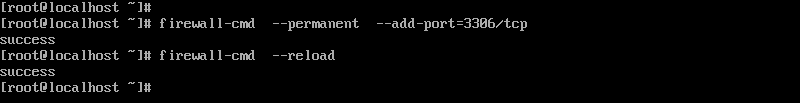 [root@localhost ~]#
[root@localhost ~]# firewall-cmd  --permanent  --add-port=3306/tcp
success
[root@localhost ~]# firewall-cmd  --reload
success
[root@localhost ~]#